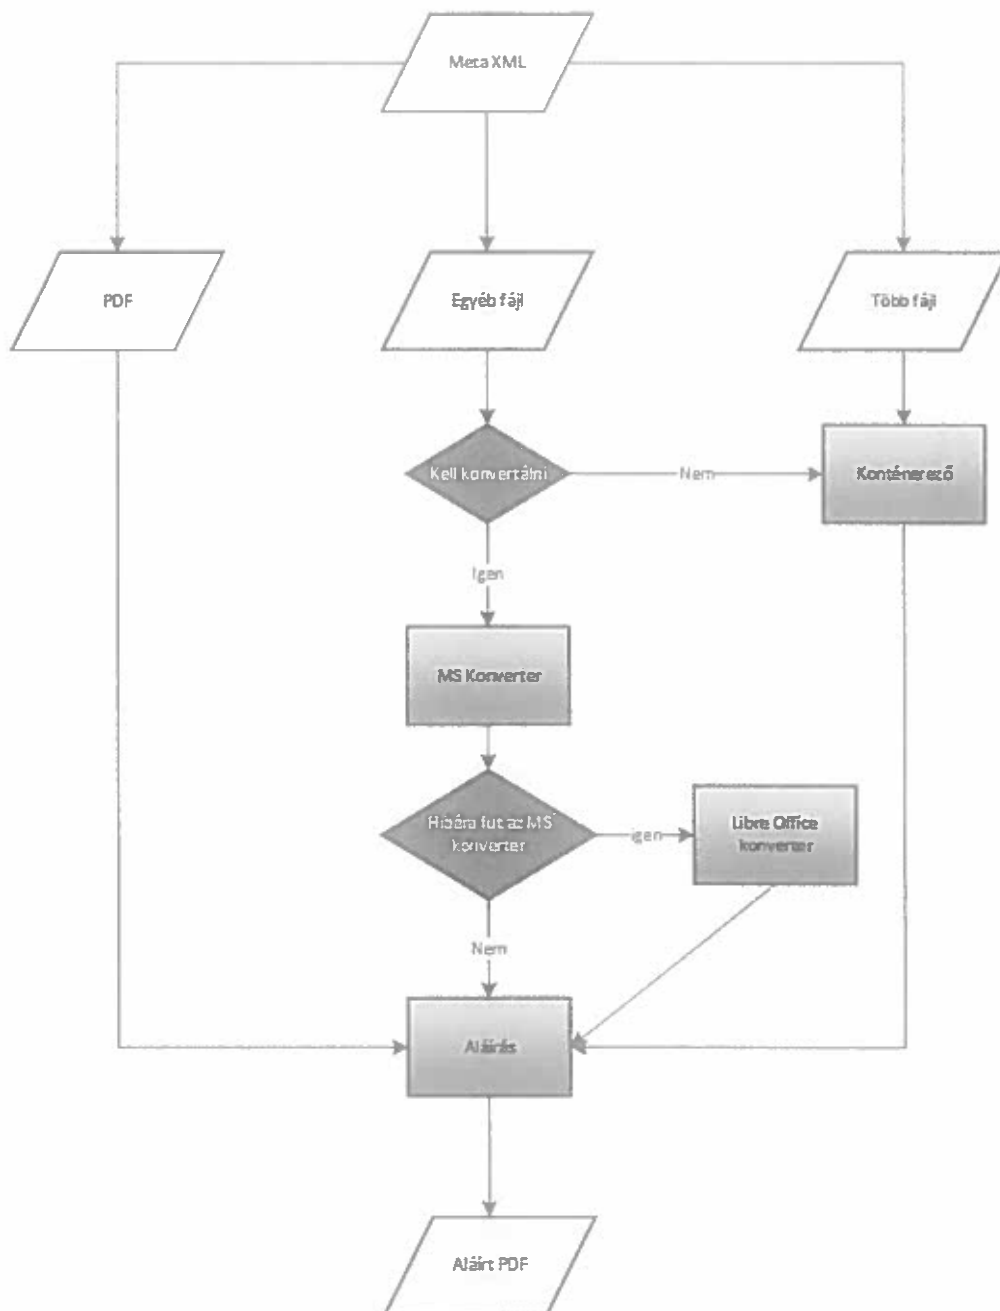 Meta XML
PDF
Egyéb fájl
Több fájl
Kell konvertálni
Nem
Konténerező
Igen
MS Konverter
Hibára fut az MS
konverter
igen
Libre Office
konverter
Nem
Aláírás
Aláírt PDF